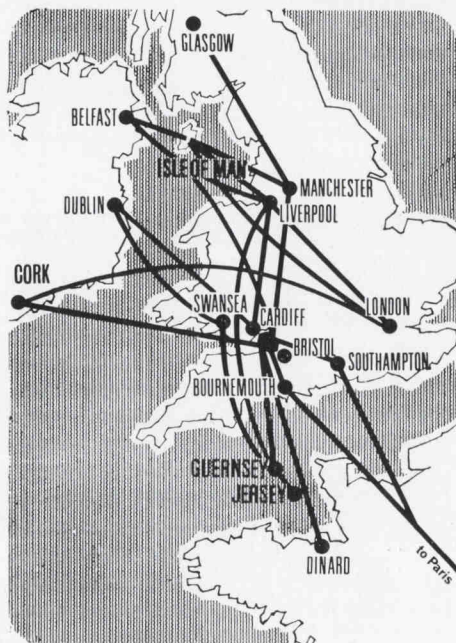 GLASGOW
BELFAST
ISLE OF MAN
MANCHESTER
LIVERPOOL
DUBLIN
CORK
SWANSEA
CARDIFF
LONDON
BRISTOL
SOUTHAMPTON
BOURNEMOUTH
GUERNSEY
JERSEY
DINARD
to Paris